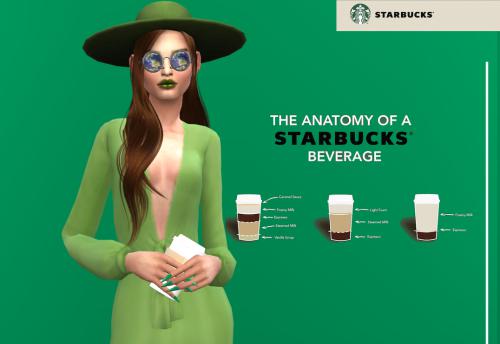 STARBUCKS®
THE ANATOMY OF A
STARBUCKS®
BEVERAGE
Caramel Sauce
Foamy Milk
Espresso
Steamed Milk
Vanilla Syrup
Light Foam
Steamed Milk
Espresso
Foamy Milk
Espresso